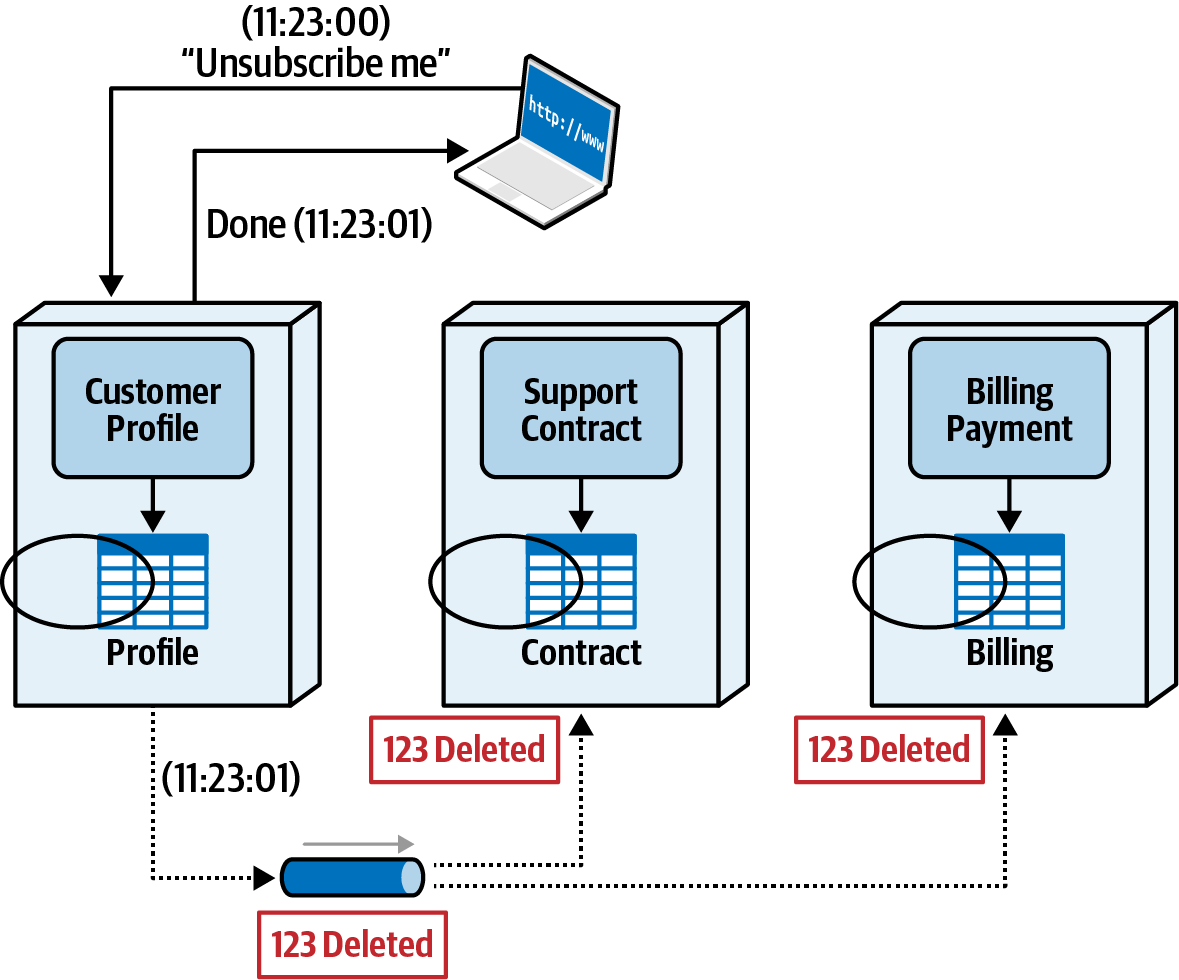 (11:23:00)
“Unsubscribe me”
http://www
Done (11:23:01)
Customer
Profile
Support
Contract
Billing
Payment
Profile
Contract
Billing
123 Deleted
123 Deleted
(11:23:01)
123 Deleted